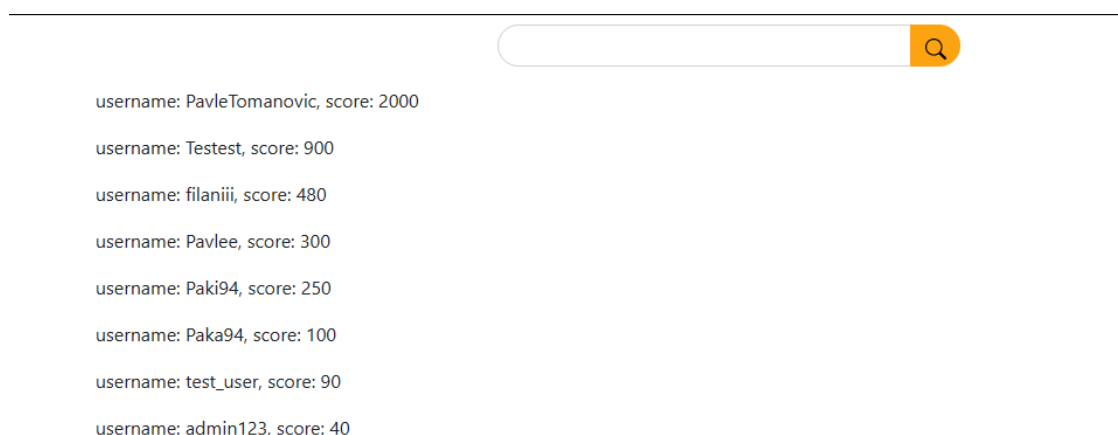 username: PavleTomanovic, score: 2000
username: Testest, score: 900
username: filaniii, score: 480
username: Pavlee, score: 300
username: Paki94, score: 250
username: Paka94, score: 100
username: test_user, score: 90
username: admin123, score: 40